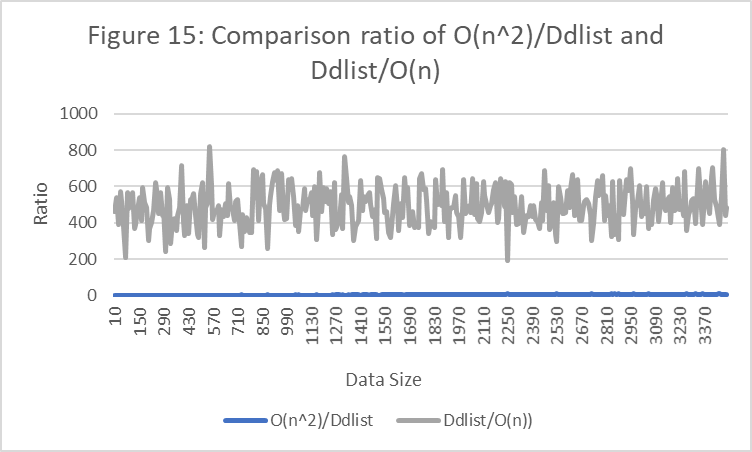 Figure 15: Comparison ratio of O(n^2)/Ddlist and
Ddlist/O(n)
1000
800
600
400
200
0
Ratio
10 150 290 430 570 710 850 990 1130 1270 1410 1550 1690 1830 1970 2110 2250 2390 2530 2670 2810 2950 3090 3230 3370
Data Size
O(n^2)/Ddlist Ddlist/O(n))